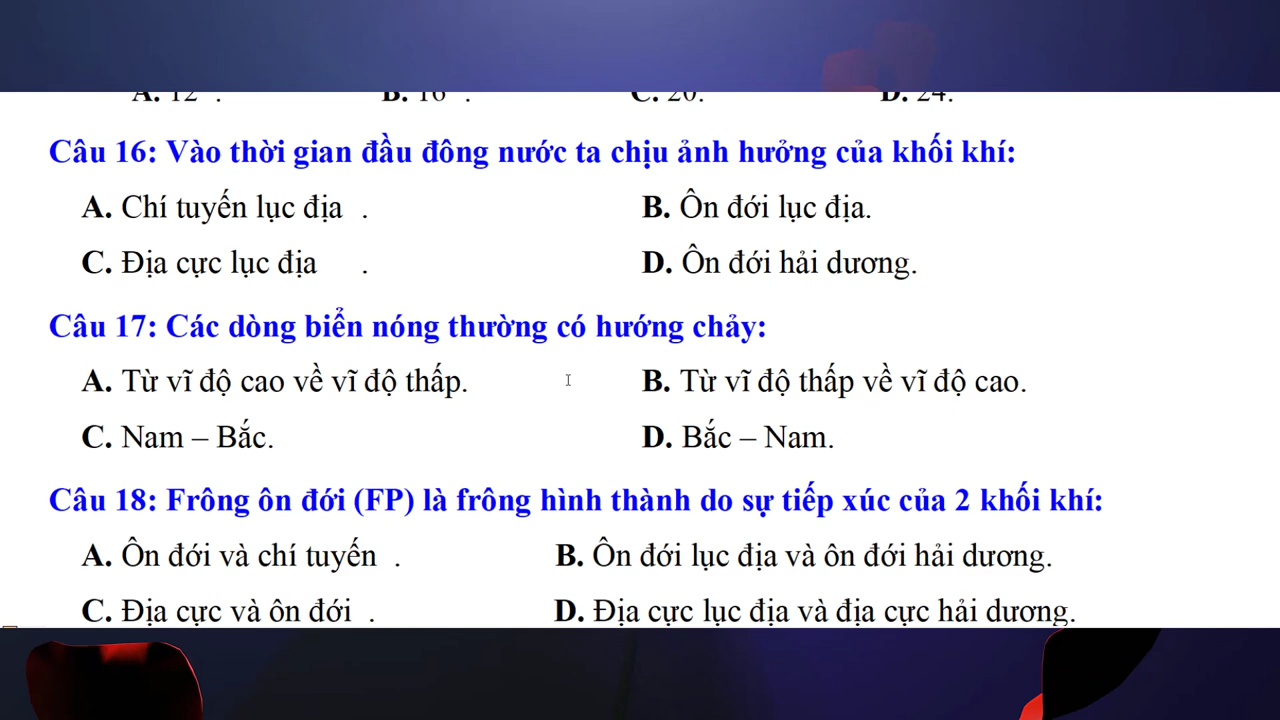 A. 12 . B. 16 . C. 20. D. 24.
Câu 16: Vào thời gian đầu đông nước ta chịu ảnh hưởng của khối khí:
A. Chí tuyến lục địa . B. Ôn đới lục địa.
C. Địa cực lục địa . D. Ôn đới hải dương.
Câu 17: Các dòng biển nóng thường có hướng chảy:
A. Từ vĩ độ cao về vĩ độ thấp. B. Từ vĩ độ thấp về vĩ độ cao.
C. Nam – Bắc. D. Bắc – Nam.
Câu 18: Frông ôn đới (FP) là frông hình thành do sự tiếp xúc của 2 khối khí:
A. Ôn đới và chí tuyến . B. Ôn đới lục địa và ôn đới hải dương.
C. Địa cực và ôn đới . D. Địa cực lục địa và địa cực hải dương.